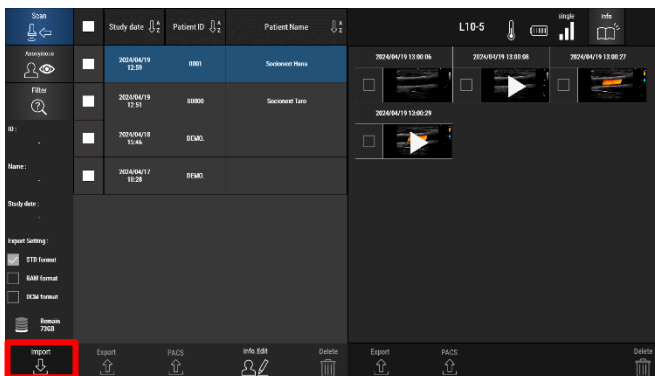 Scan
Study date
Patient ID
Patient Name
L10-5
single
Info
Anonymous
2024/04/19
12:59
0001
Socionext Hana
2024/04/19 13:00:06
2024/04/19 13:00:08
2024/04/19 13:00:27
Filter
2024/04/19
12:51
00000
Socionext Taro
2024/04/19 13:00:29
ID :
-
2024/04/18
15:46
DEMO.
Name :
-
2024/04/17
10:28
DEMO.
Study date :
-
Export Setting :
STD format
RAW format
DCM format
Remain
73GB
Import
Export
PACS
Info.Edit
Delete
Export
PACS
Delete